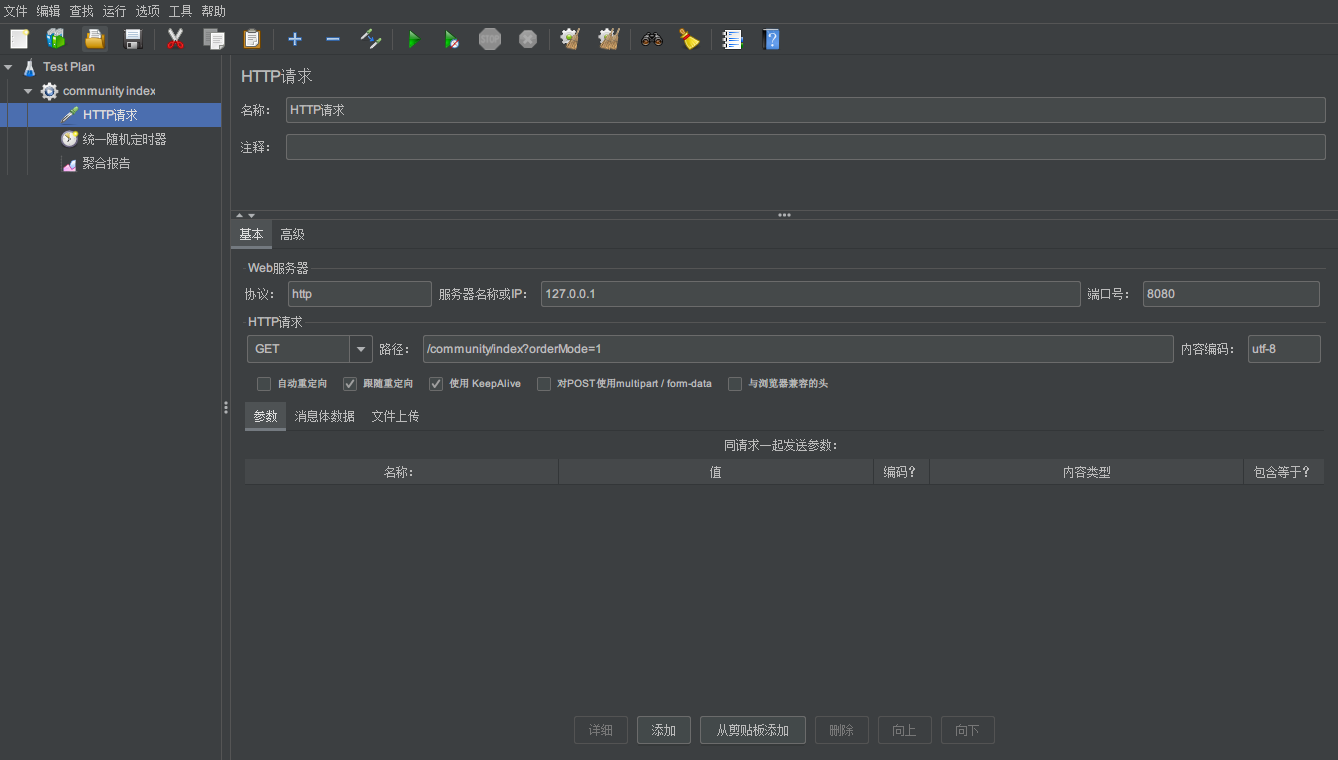 文件 编辑 查找 运行 选项 工具 帮助
STOP
Test Plan
community index
HTTP请求
统一随机定时器
聚合报告
HTTP请求
名称: HTTP请求
注释:
基本 高级
Web服务器
协议: http 服务器名称或IP: 127.0.0.1 端口号: 8080
HTTP请求
GET 路径: /community/index?orderMode=1 内容编码: utf-8
自动重定向 跟随重定向 使用 KeepAlive 对POST使用multipart / form-data 与浏览器兼容的头
参数 消息体数据 文件上传
同请求一起发送参数:
名称: 值 编码? 内容类型 包含等于?
详细 添加 从剪贴板添加 删除 向上 向下